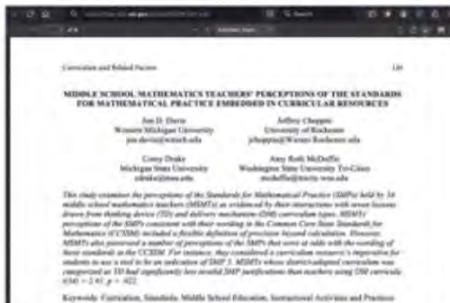 Curriculum and Related Factors
MIDDLE SCHOOL MATHEMATICS TEACHERS' PERCEPTIONS OF THE STANDARDS
FOR MATHEMATICAL PRACTICE EMBEDDED IN CURRICULAR RESOURCES
Jon D. Davis
Western Michigan University
Jeffrey Choppin
University of Rochester
Corey Drake
Michigan State University
Amy Roth McDuffie
Washington State University Tri-Cities
This study examines the perceptions of the Standards for Mathematical Practice (SMPs) held by
middle school mathematics teachers (MSMTs) as evidenced by their interactions with seven lessons
drawn from thinking device (TD) and delivery mechanism (DM) curriculum types. MSMTs'
perceptions of the SMPs consistent with their wording in the Common Core State Standards for
Mathematics (CCSSM) included a flexible definition of precision beyond calculation. However,
MSMTs also possessed a number of perceptions of the SMPs that were at odds with the wording of
these standards in the CCSSM. For instance, they considered a curriculum resource's imperative for
students to use a tool to be an indication of SMP 5. MSMTs whose district-adopted curriculum was
categorized as TD had significantly less invalid SMP justifications than teachers using DM curricula
Keywords: Curriculum, Standards, Middle School Education, Instructional Activities and Practices